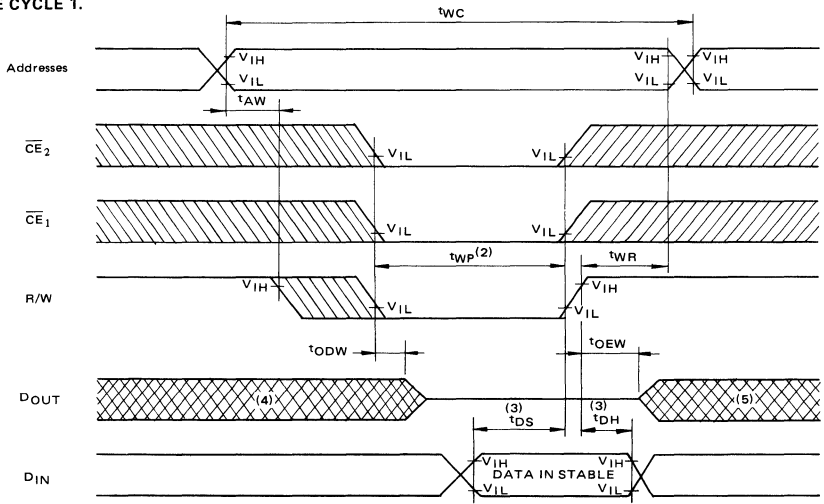 E CYCLE 1.
tWC
Addresses
VIH
VIL
VIH
VIL
VIH
VIL
tAW
CE2
VIL
VIL
CE1
VIL
VIL
tWP(2)
tWR
R/W
VIH
VIL
VIH
VIL
tODW
tOEW
DOUT
(4)
(3)
tDS
(3)
tDH
(5)
DIN
VIH
VIL
DATA IN STABLE
VIH
VIL